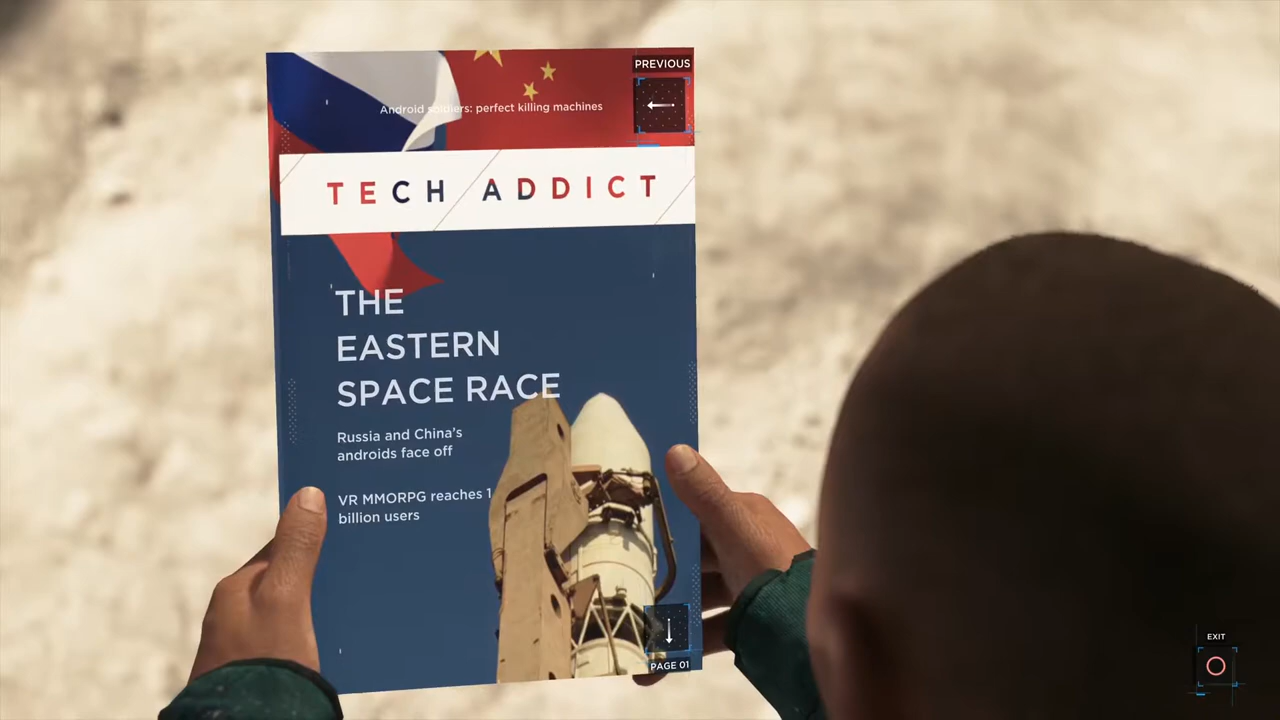 PREVIOUS
Android soldiers: perfect killing machines
TECH ADDICT
THE
EASTERN
SPACE RACE
Russia and China's
androids face off
VR MMORPG reaches 1
billion users
PAGE 01
EXIT